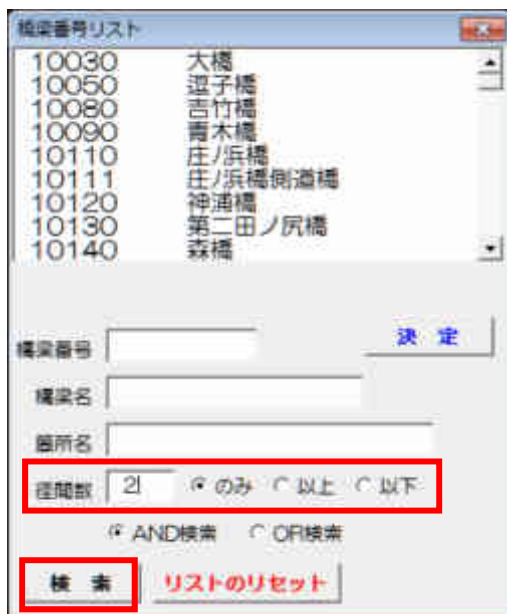 橋梁番号リスト
10030 大橋
10050 逗子橋
10080 吉竹橋
10090 青木橋
10110 庄ノ浜橋
10111 庄ノ浜橋側道橋
10120 神浦橋
10130 第二田ノ尻橋
10140 森橋
橋梁番号 決 定
橋梁名
箇所名
径間数 2 のみ 以上 以下
AND検索 OR検索
検 索 リストのリセット